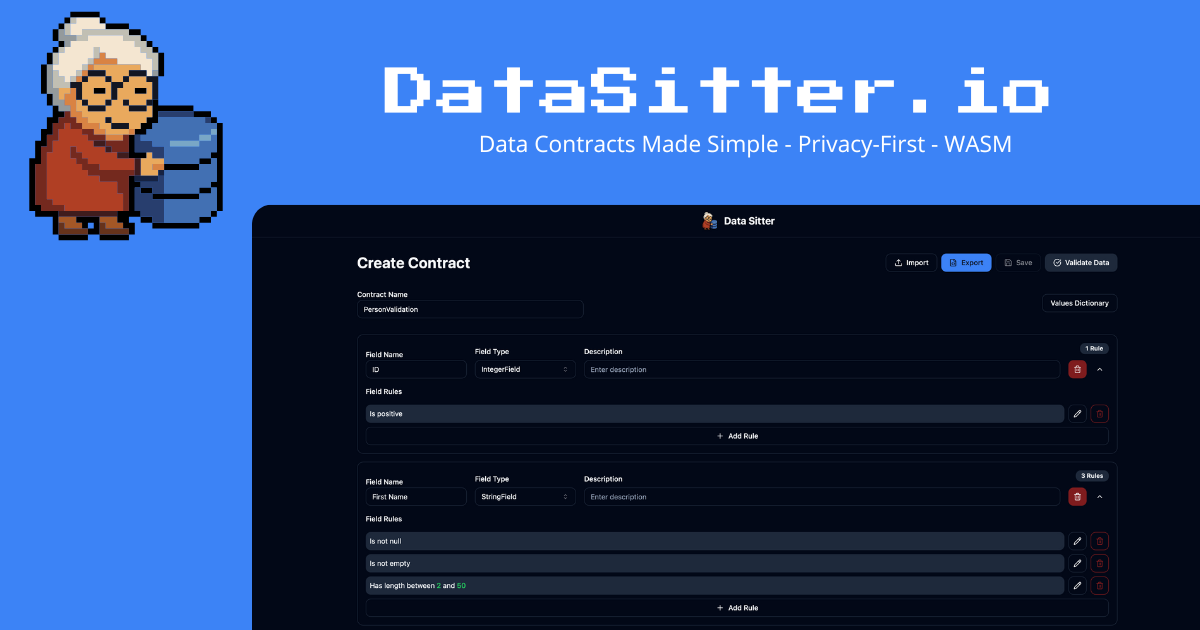 DataSitter.io
Data Contracts Made Simple - Privacy-First - WASM
Data Sitter
Create Contract
Import
Export
Save
Validate Data
Contract Name
PersonValidation
Values Dictionary
1 Rule
Field Name
Field Type
Description
ID
IntegerField
Enter description
Field Rules
Is positive
+ Add Rule
3 Rules
Field Name
Field Type
Description
First Name
StringField
Enter description
Field Rules
Is not null
Is not empty
Has length between 2 and 50
+ Add Rule